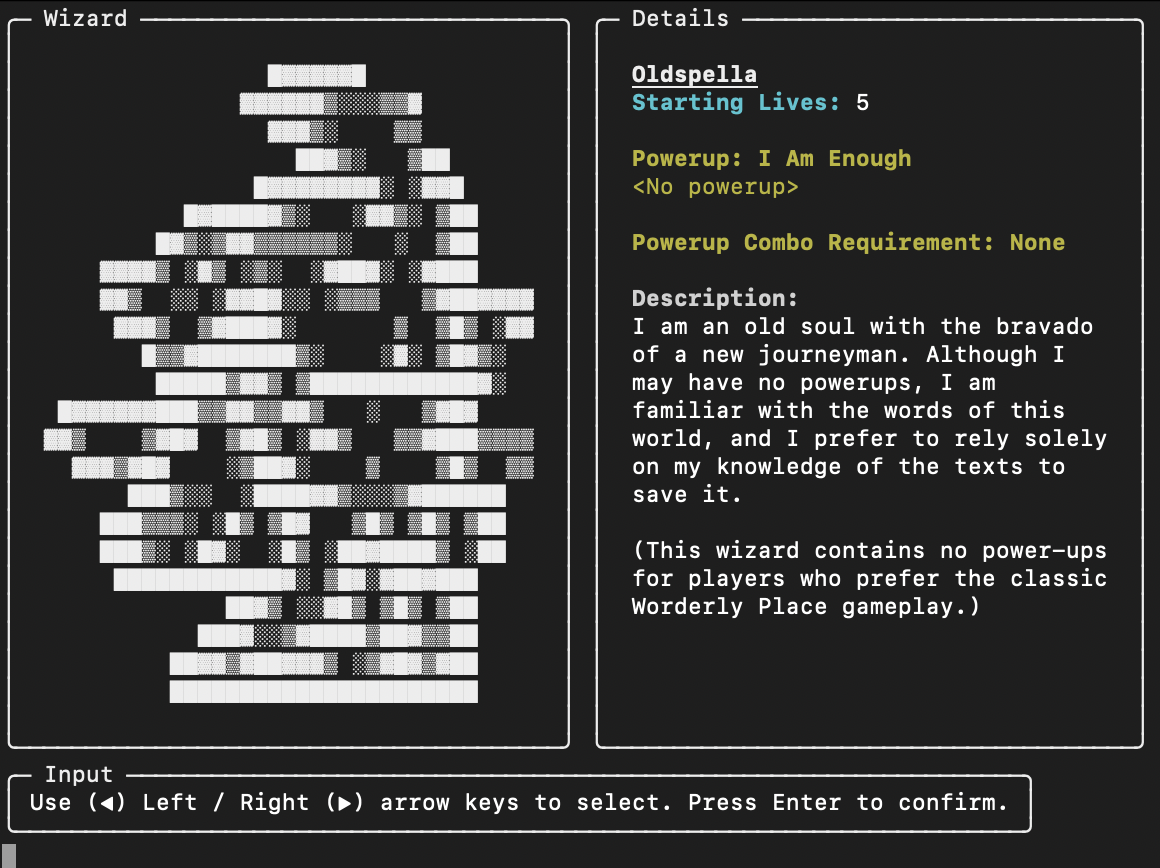 Wizard
Details
Oldspella
Starting Lives: 5
Powerup: I Am Enough
<No powerup>
Powerup Combo Requirement: None
Description:
I am an old soul with the bravado
of a new journeyman. Although I
may have no powerups, I am
familiar with the words of this
world, and I prefer to rely solely
on my knowledge of the texts to
save it.
(This wizard contains no power-ups
for players who prefer the classic
Worderly Place gameplay.)
Input
Use (◀) Left / Right (▶) arrow keys to select. Press Enter to confirm.